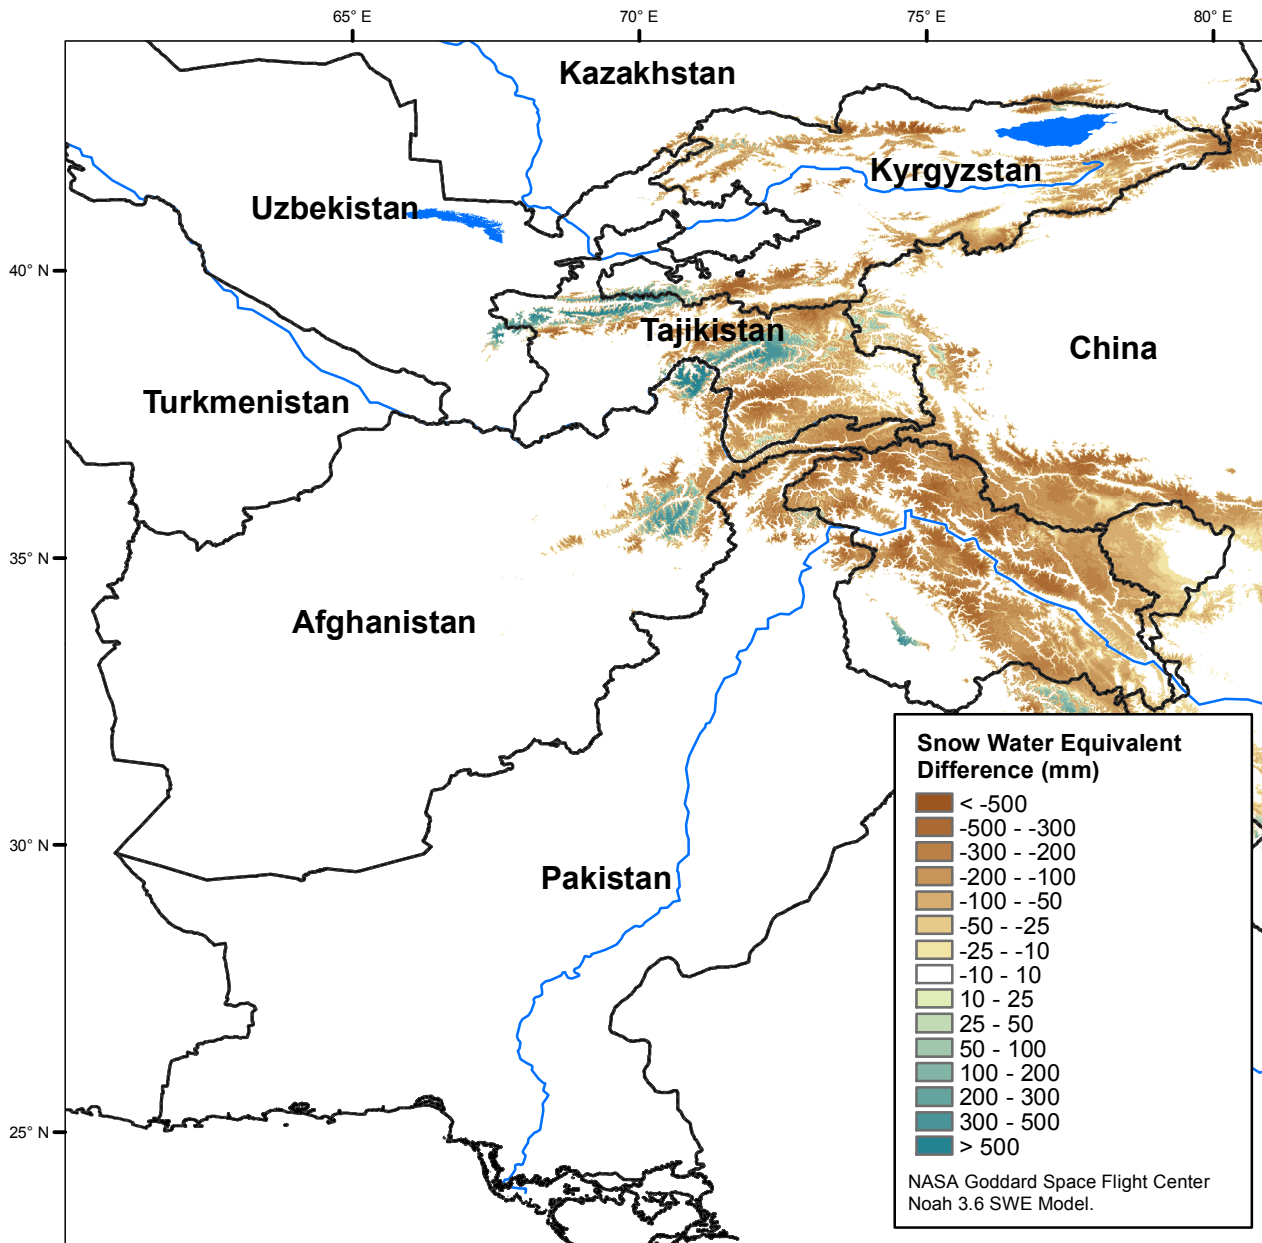 65° E
70° E
75° E
80° E
Kazakhstan
Kyrgyzstan
Uzbekistan
40° N
Tajikistan
China
Turkmenistan
35° N
Afghanistan
30° N
Pakistan
25° N
Snow Water Equivalent
Difference (mm)
< -500
-500 - -300
-300 - -200
-200 - -100
-100 - -50
-50 - -25
-25 - -10
-10 - 10
10 - 25
25 - 50
50 - 100
100 - 200
200 - 300
300 - 500
> 500
NASA Goddard Space Flight Center
Noah 3.6 SWE Model.